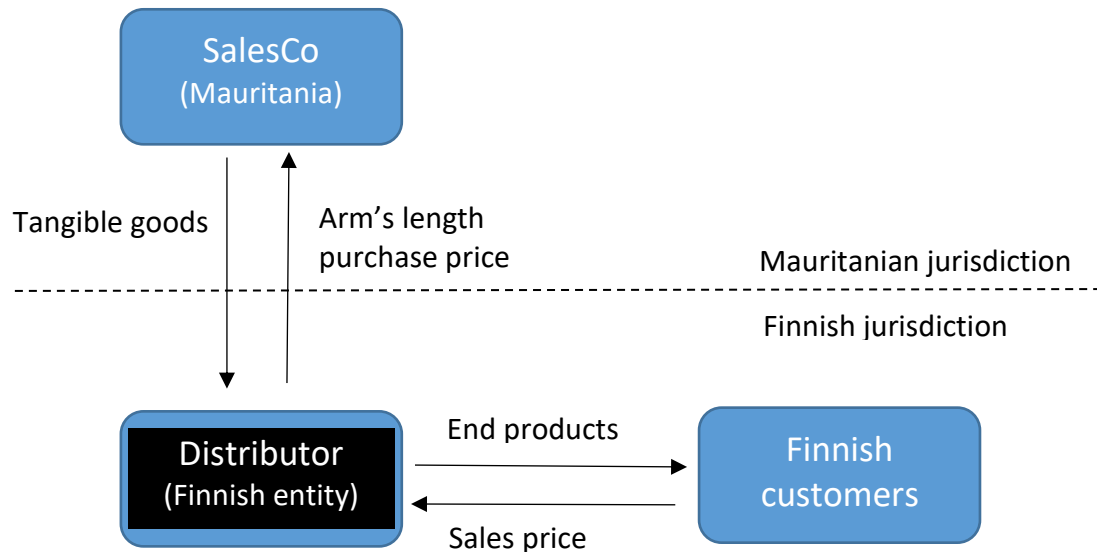 SalesCo
(Mauritania)
Tangible goods
Arm’s length
purchase price
Mauritanian jurisdiction
Finnish jurisdiction
Distributor
(Finnish entity)
End products
Sales price
Finnish
customers